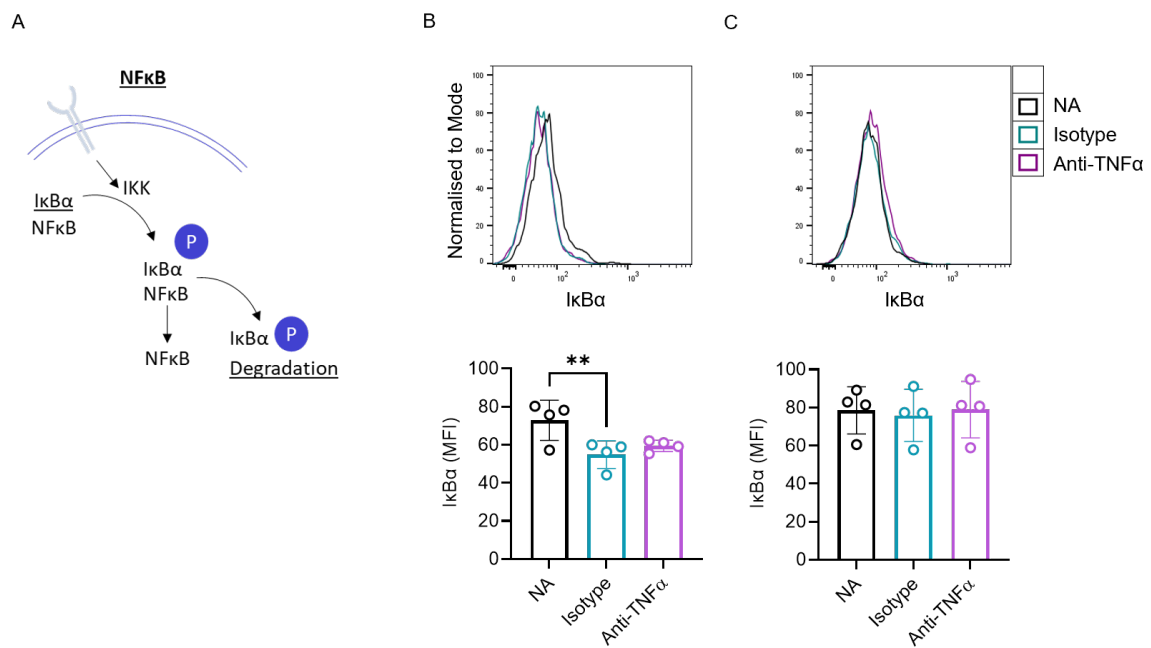 A
NFκB
IKK
IκBα
NFκB
P
IκBα
NFκB
NFκB
IκBα
P
Degradation
B
C
Normalised to Mode
100
80
60
40
20
0
0
10²
10³
IκBα
100
80
60
40
20
0
0
10²
10³
IκBα
NA
Isotype
Anti-TNFα
IκBα (MFI)
100
80
60
40
20
0
**
NA
Isotype
Anti-TNFα
IκBα (MFI)
100
80
60
40
20
0
NA
Isotype
Anti-TNFα